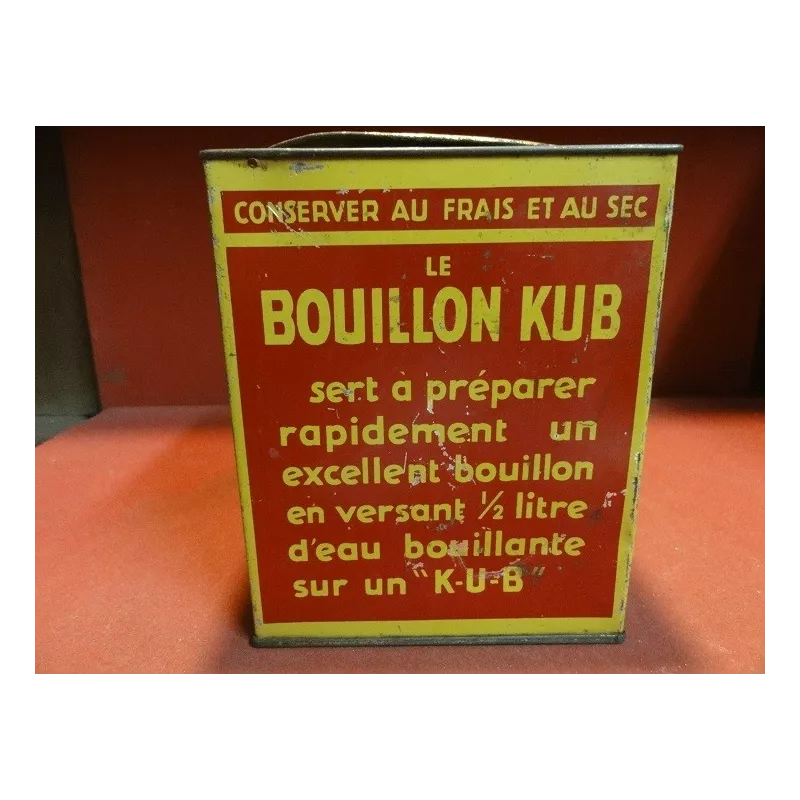 CONSERVER AU FRAIS ET AU SEC
LE
BOUILLON KUB
sert à préparer
rapidement un
excellent bouillon
en versant ½ litre
d'eau bouillante
sur un "K-U-B"